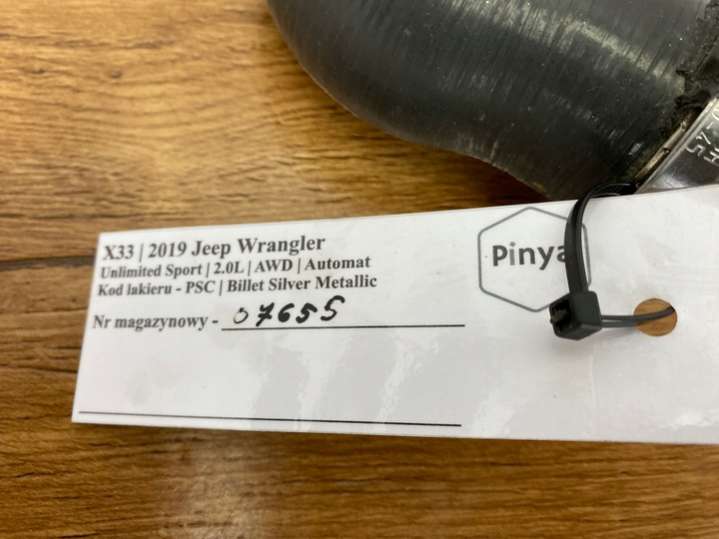 X33 | 2019 Jeep Wrangler
Unlimited Sport | 2.0L | AWD | Automat
Kod lakieru - PSC | Billet Silver Metallic
Nr magazynowy - 07655
Pinya